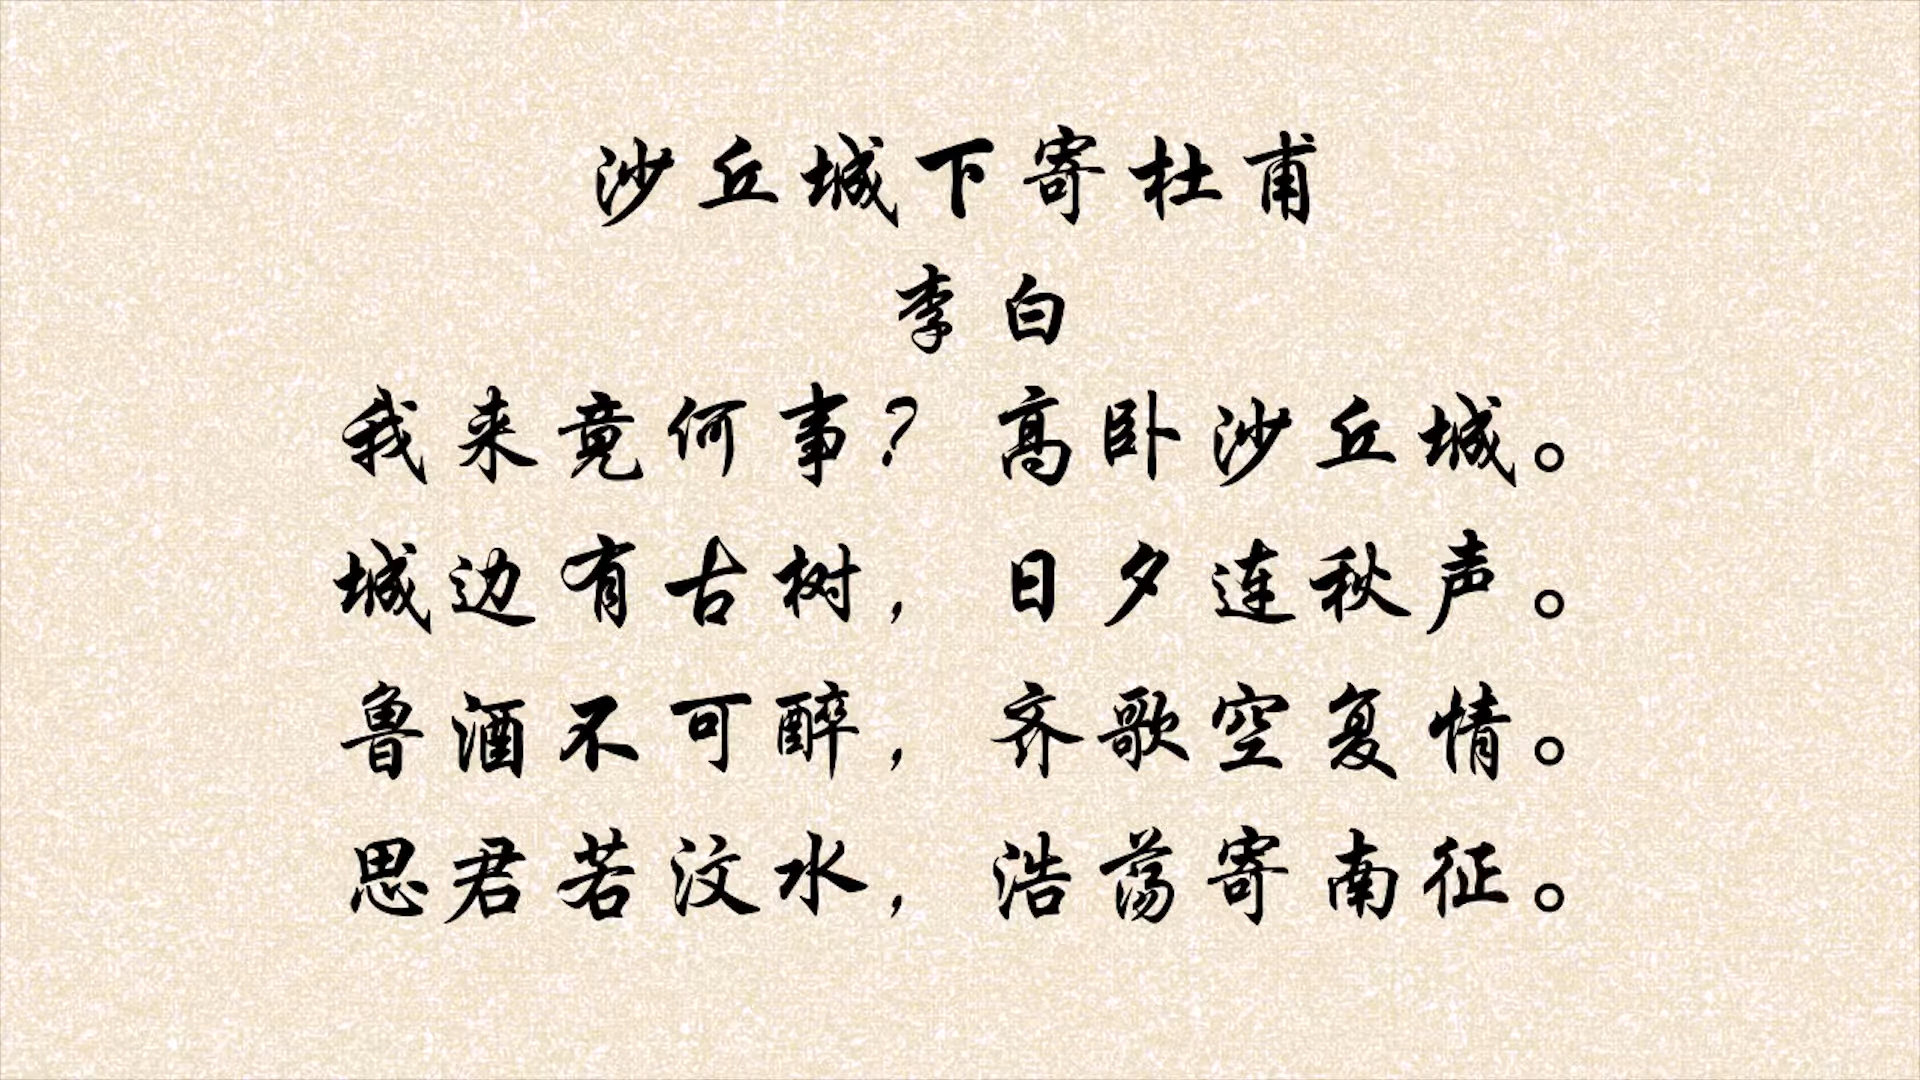 沙丘城下寄杜甫
李白
我来竟何事？高卧沙丘城。
城边有古树，日夕连秋声。
鲁酒不可醉，齐歌空复情。
思君若汶水，浩荡寄南征。